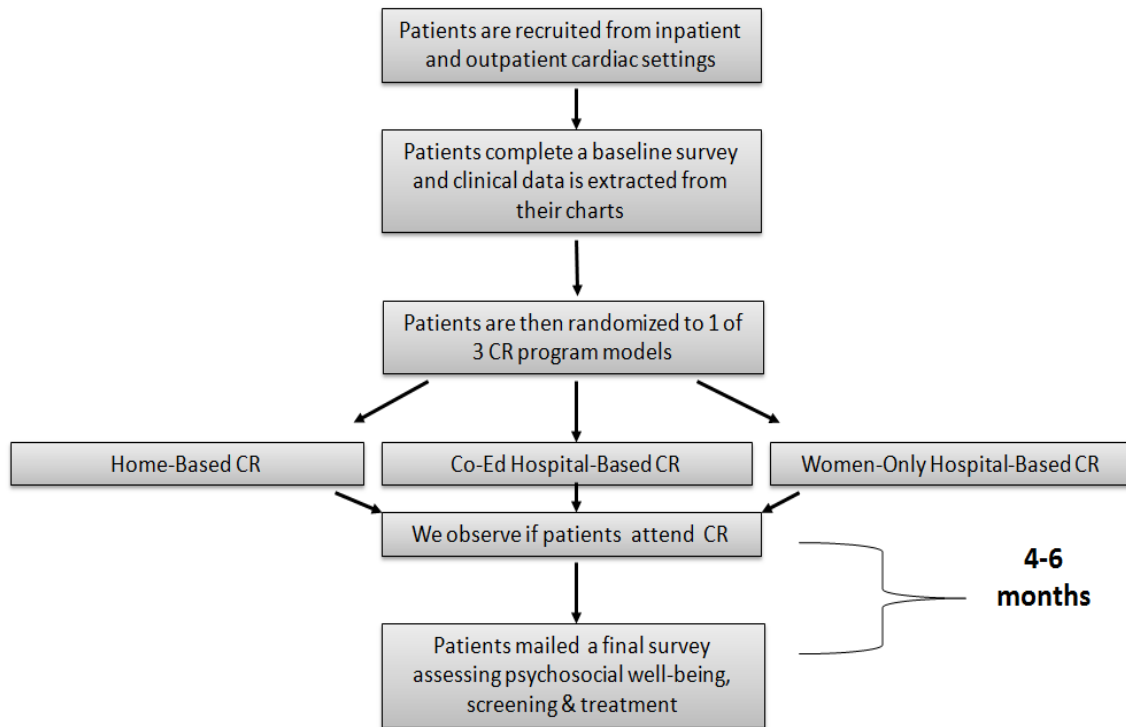 Patients are recruited from inpatient
and outpatient cardiac settings
Patients complete a baseline survey
and clinical data is extracted from
their charts
Patients are then randomized to 1 of
3 CR program models
Home-Based CR
Co-Ed Hospital-Based CR
Women-Only Hospital-Based CR
We observe if patients attend CR
4-6
months
Patients mailed a final survey
assessing psychosocial well-being,
screening & treatment